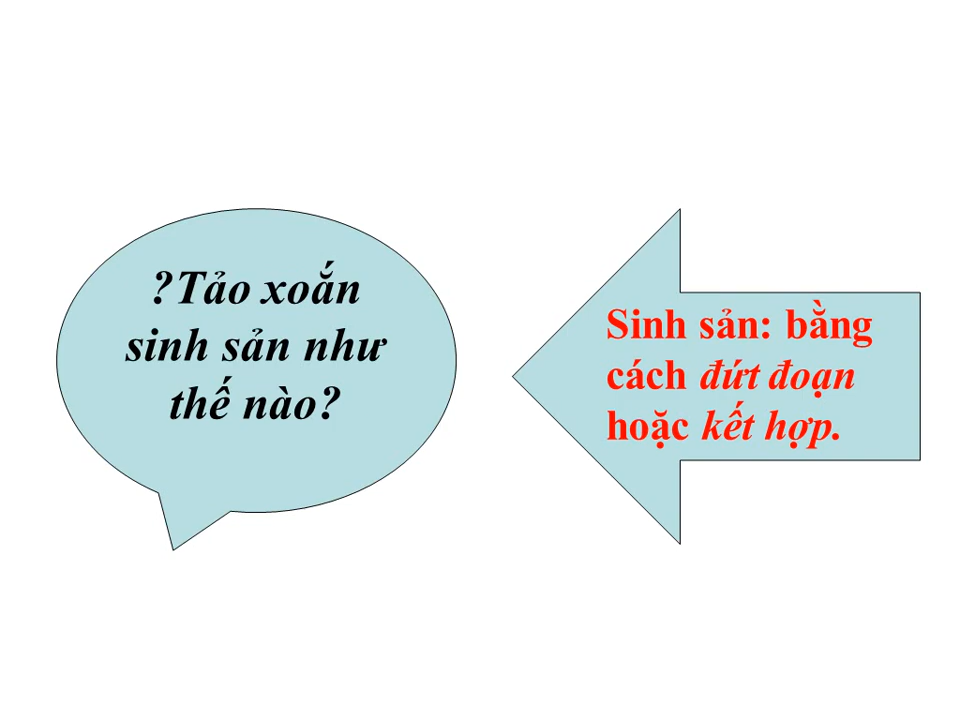 ?Tảo xoắn
sinh sản như
thế nào?
Sinh sản: bằng
cách đứt đoạn
hoặc kết hợp.